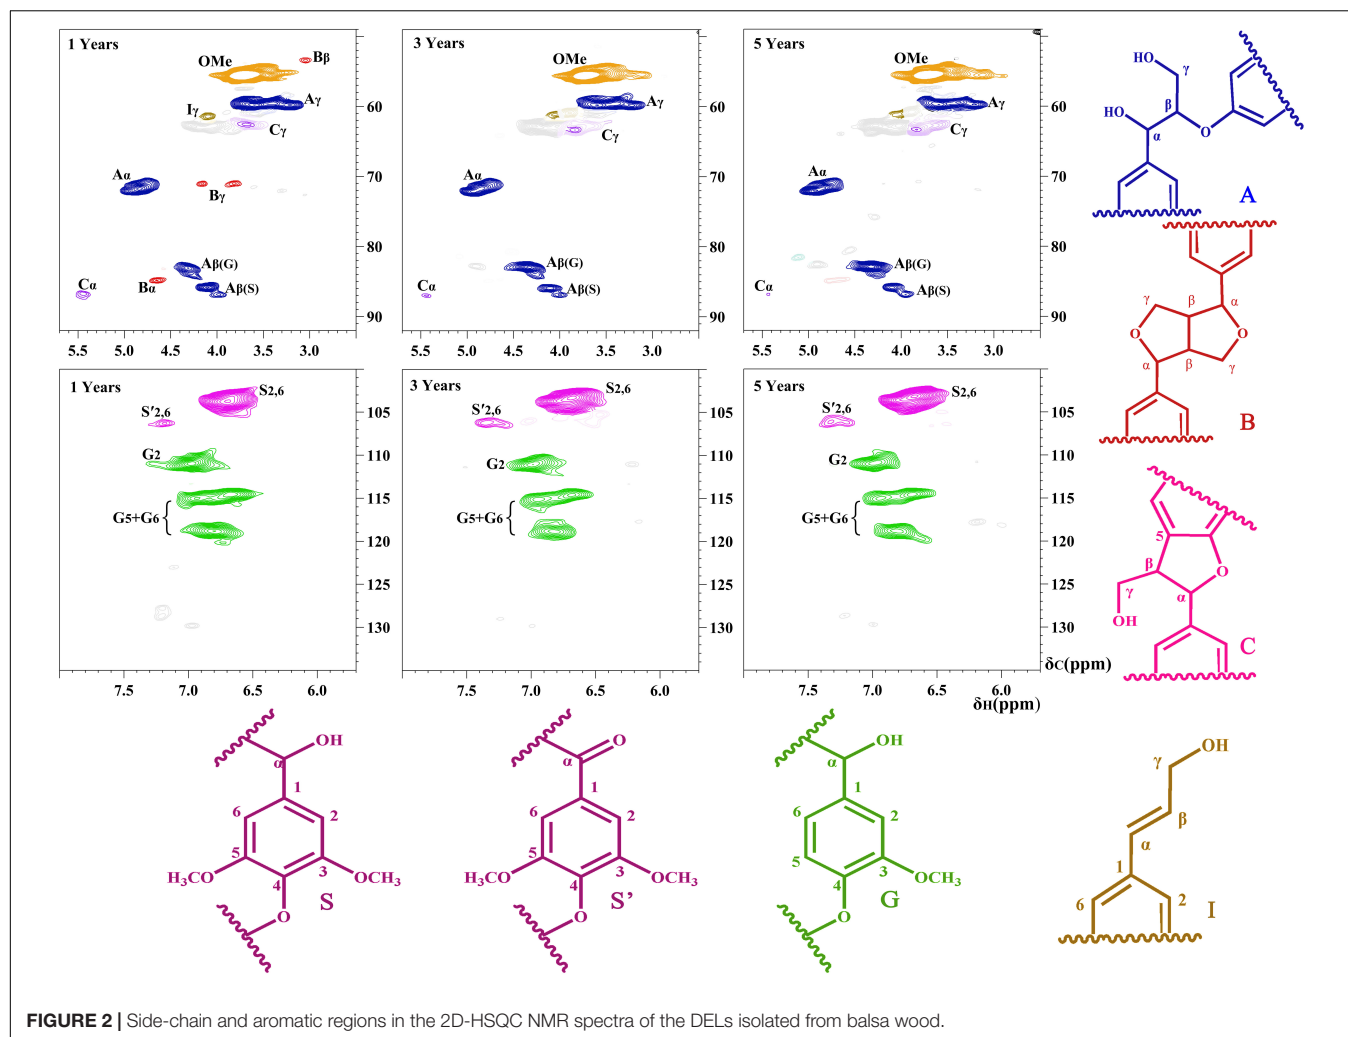 1 Years
OMe
Bβ
Aγ
Iγ
Cγ
Aα
Bγ
Aβ(G)
Cα
Bα
Aβ(S)
5.5 5.0 4.5 4.0 3.5 3.0
3 Years
OMe
Aγ
Cγ
Aα
Aβ(G)
Cα
Aβ(S)
5.5 5.0 4.5 4.0 3.5 3.0
60
70
80
90
5 Years
OMe
Aγ
Cγ
Aα
Aβ(G)
Cα
Aβ(S)
5.5 5.0 4.5 4.0 3.5 3.0
60
70
80
90
60
70
80
90
1 Years
S2,6
S'2,6
G2
G5+G6
7.5 7.0 6.5 6.0
105
110
115
120
125
130
3 Years
S2,6
S'2,6
G2
G5+G6
7.5 7.0 6.5 6.0
105
110
115
120
125
130
5 Years
S2,6
S'2,6
G2
G5+G6
7.5 7.0 6.5 6.0
105
110
115
120
125
130
δC(ppm)
δH(ppm)
HO
γ
β
HO
α
O
A
γ β α
O O
α β γ
B
5
β
O
γ
α
OH
C
OH
α
1
6 2
5 3
H3CO OCH3
4
O
S
O
α
1
6 2
5 3
H3CO OCH3
4
O
S'
OH
α
1
6 2
5 3
OCH3
4
O
G
OH
γ
β
α
1
6 2
I
FIGURE 2 | Side-chain and aromatic regions in the 2D-HSQC NMR spectra of the DELs isolated from balsa wood.